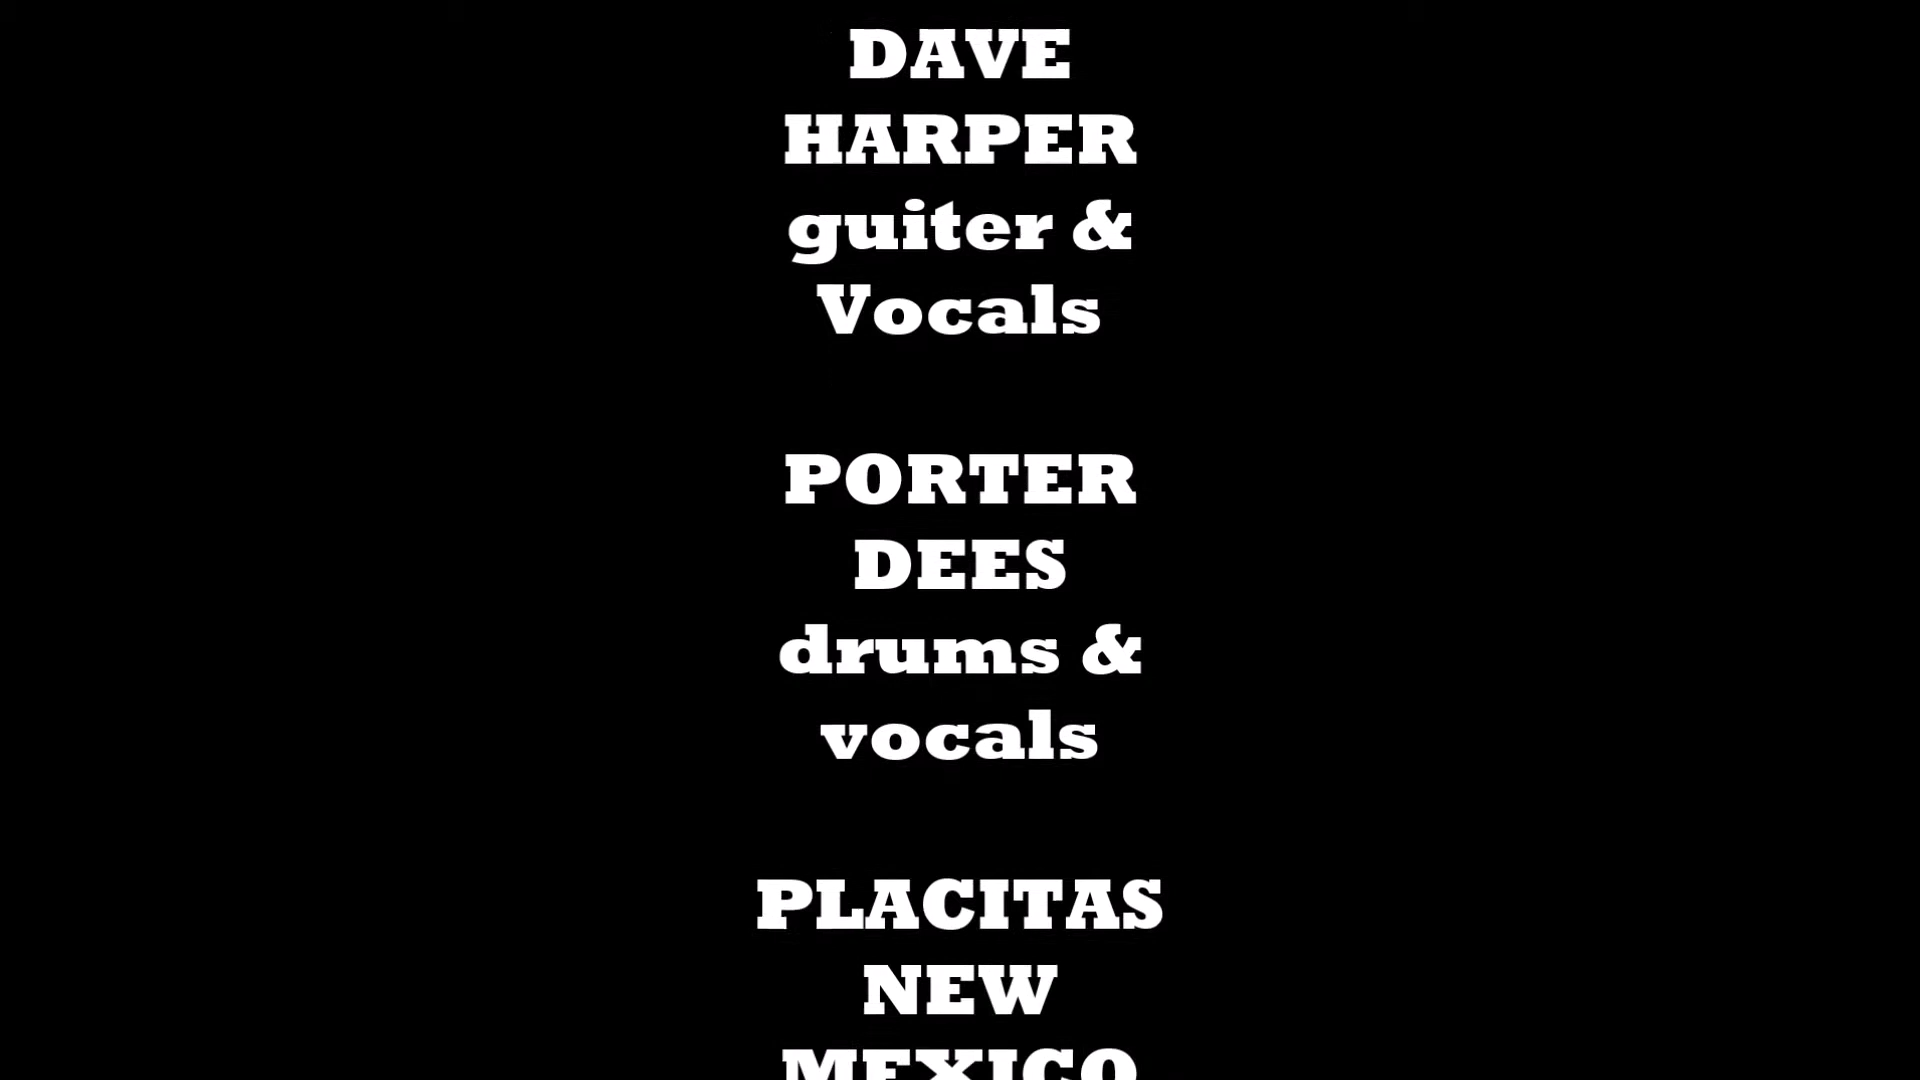 DAVE
HARPER
guiter &
Vocals
PORTER
DEES
drums &
vocals
PLACITAS
NEW
MEXICO